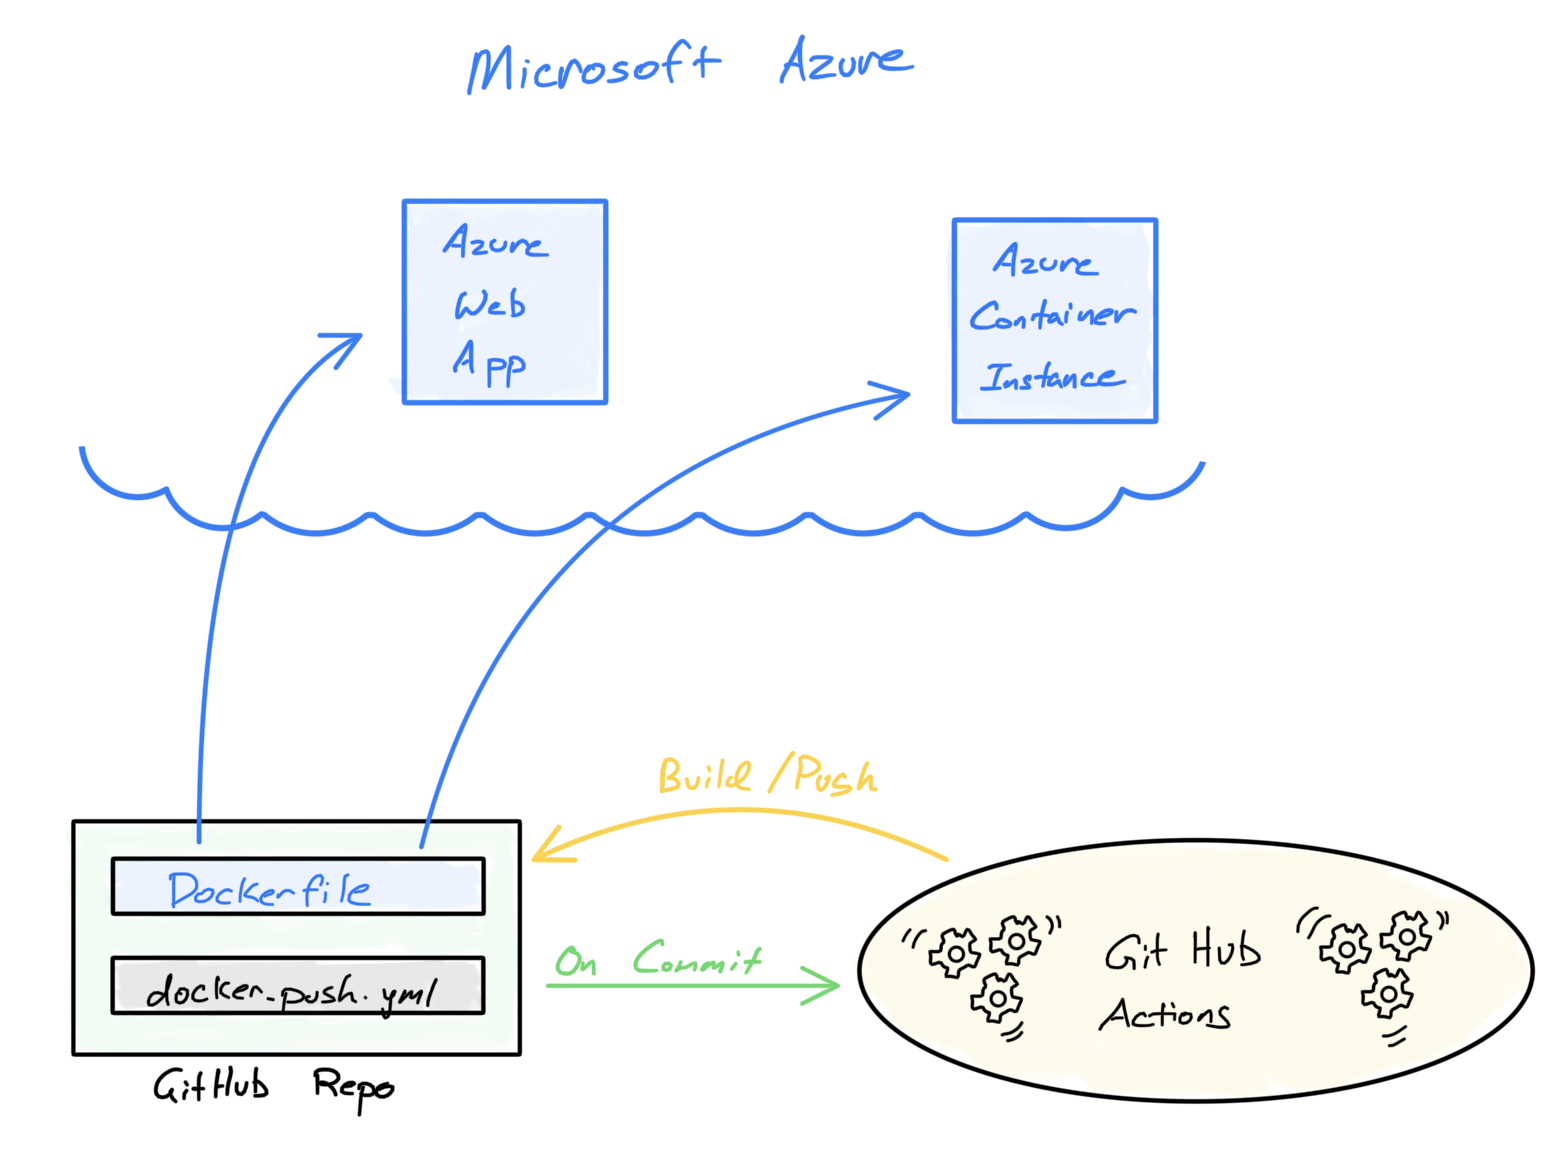 Microsoft Azure
Azure
Web
App
Azure
Container
Instance
Build/Push
Dockerfile
On Commit
docker-push.yml
GitHub Repo
Git Hub
Actions